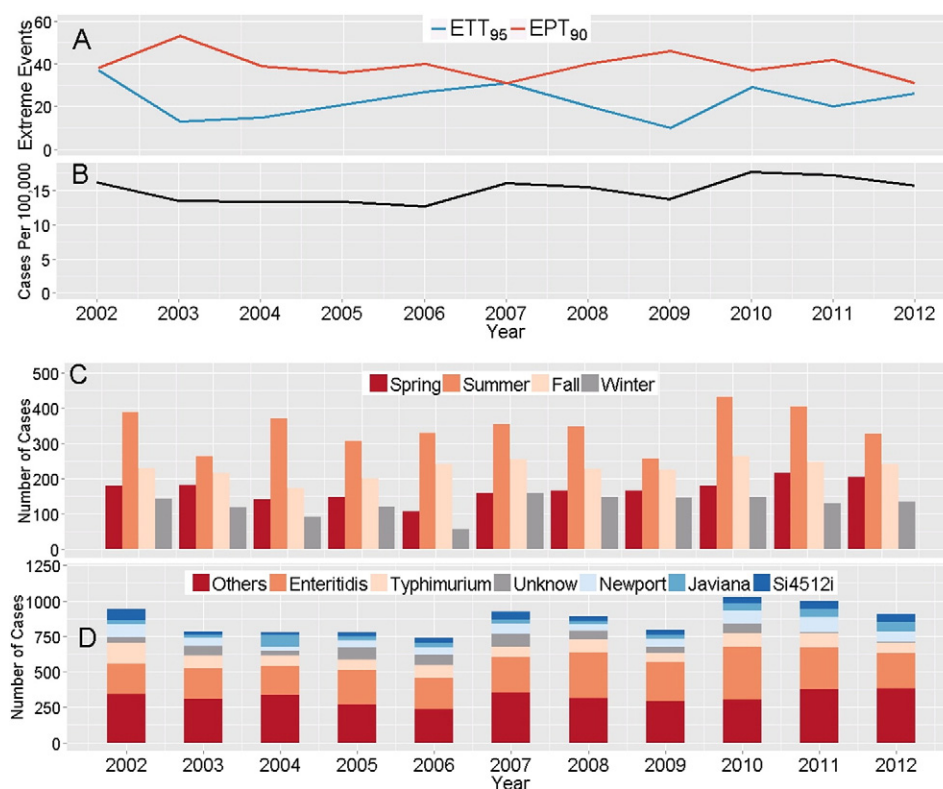 A
ETT95 EPT90
Extreme Events
60
40
20
0
B
Cases Per 100,000
15
10
5
0
2002 2003 2004 2005 2006 2007 2008 2009 2010 2011 2012
Year
C
Spring Summer Fall Winter
Number of Cases
500
400
300
200
100
0
D
Others Enteritidis Typhimurium Unknow Newport Javiana Si4512i
Number of Cases
1250
1000
750
500
250
0
2002 2003 2004 2005 2006 2007 2008 2009 2010 2011 2012
Year